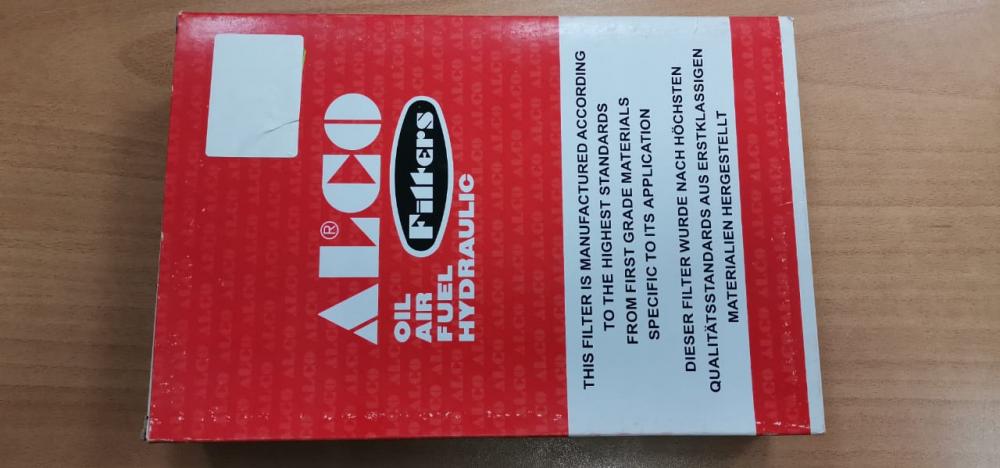 ALCO®
Filters
OIL
AIR
FUEL
HYDRAULIC
THIS FILTER IS MANUFACTURED ACCORDING
TO THE HIGHEST STANDARDS
FROM FIRST GRADE MATERIALS
SPECIFIC TO ITS APPLICATION
DIESER FILTER WURDE NACH HÖCHSTEN
QUALITÄTSSTANDARDS AUS ERSTKLASSIGEN
MATERIALIEN HERGESTELLT